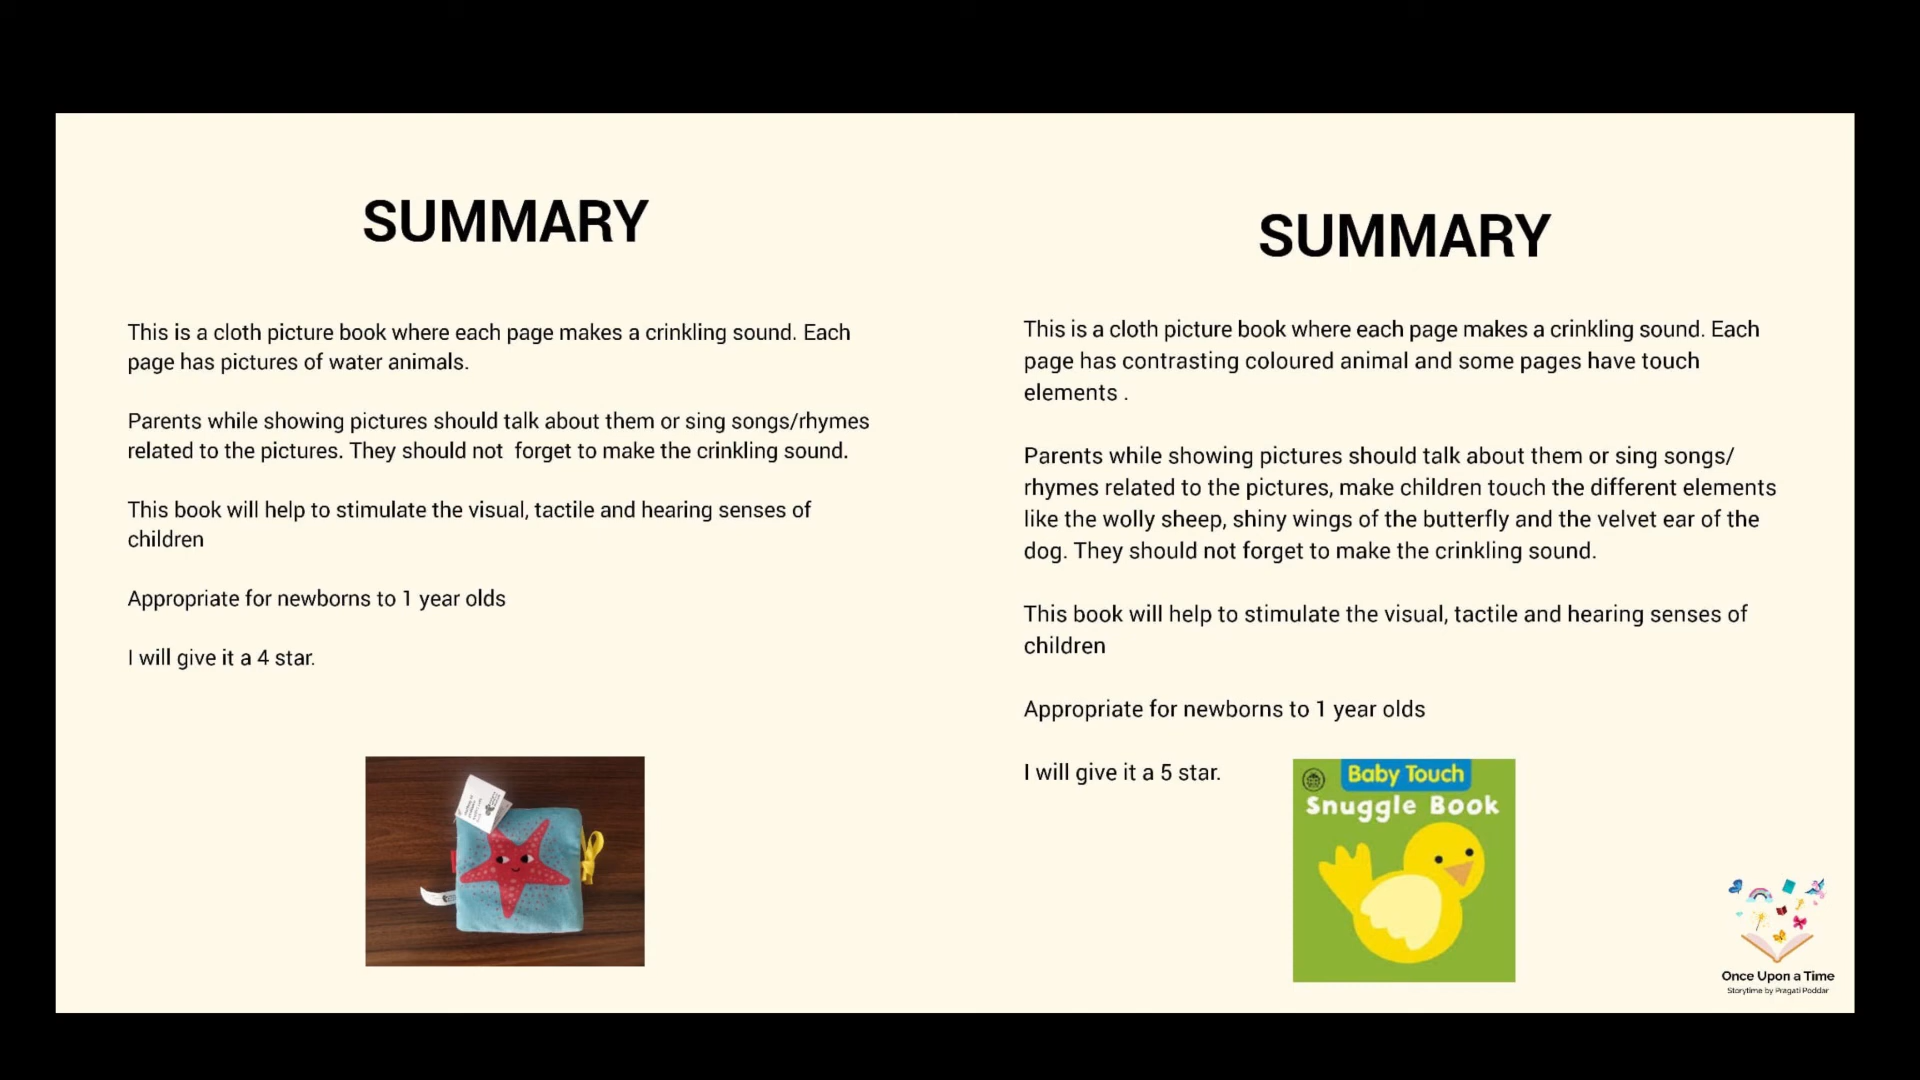 SUMMARY
This is a cloth picture book where each page makes a crinkling sound. Each
page has pictures of water animals.
Parents while showing pictures should talk about them or sing songs/rhymes
related to the pictures. They should not  forget to make the crinkling sound.
This book will help to stimulate the visual, tactile and hearing senses of
children
Appropriate for newborns to 1 year olds
I will give it a 4 star.
SUMMARY
This is a cloth picture book where each page makes a crinkling sound. Each
page has contrasting coloured animal and some pages have touch
elements .
Parents while showing pictures should talk about them or sing songs/
rhymes related to the pictures, make children touch the different elements
like the wolly sheep, shiny wings of the butterfly and the velvet ear of the
dog. They should not forget to make the crinkling sound.
This book will help to stimulate the visual, tactile and hearing senses of
children
Appropriate for newborns to 1 year olds
I will give it a 5 star.
Baby Touch
Snuggle Book
Once Upon a Time
Storytime by Pragati Poddar